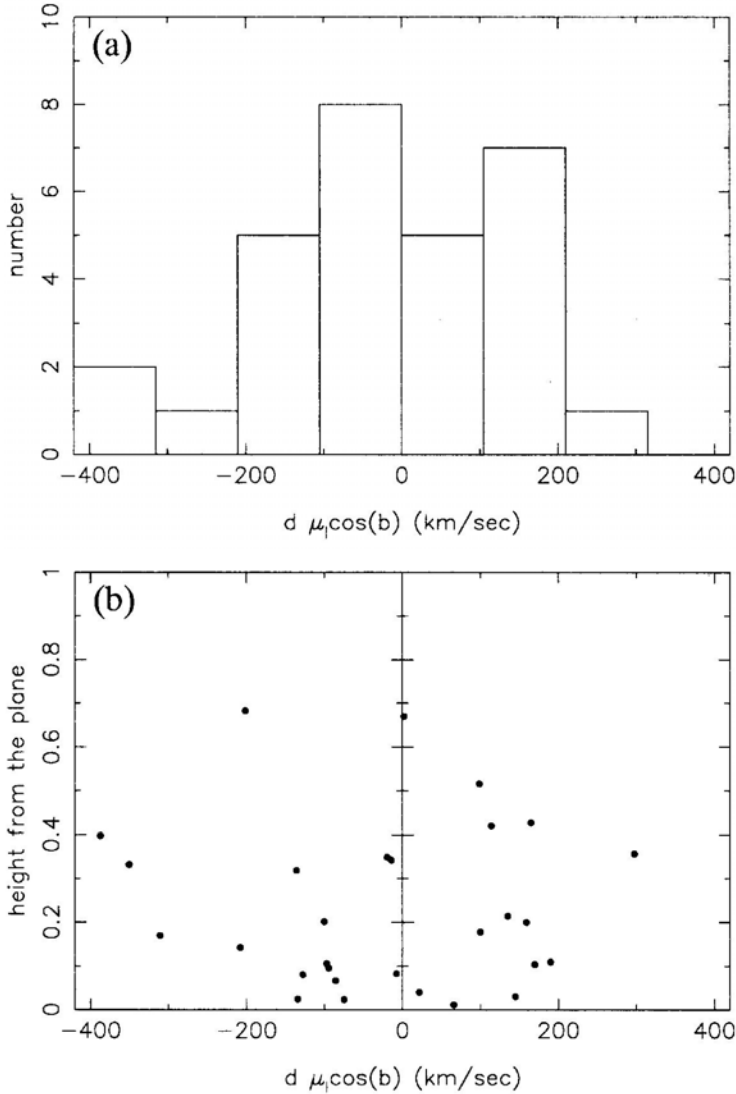 (a)
10
8
6
4
2
0
number
−400 −200 0 200 400
d μ_l cos(b) (km/sec)
(b)
1
0.8
0.6
0.4
0.2
0
height from the plane
−400 −200 0 200 400
d μ_l cos(b) (km/sec)